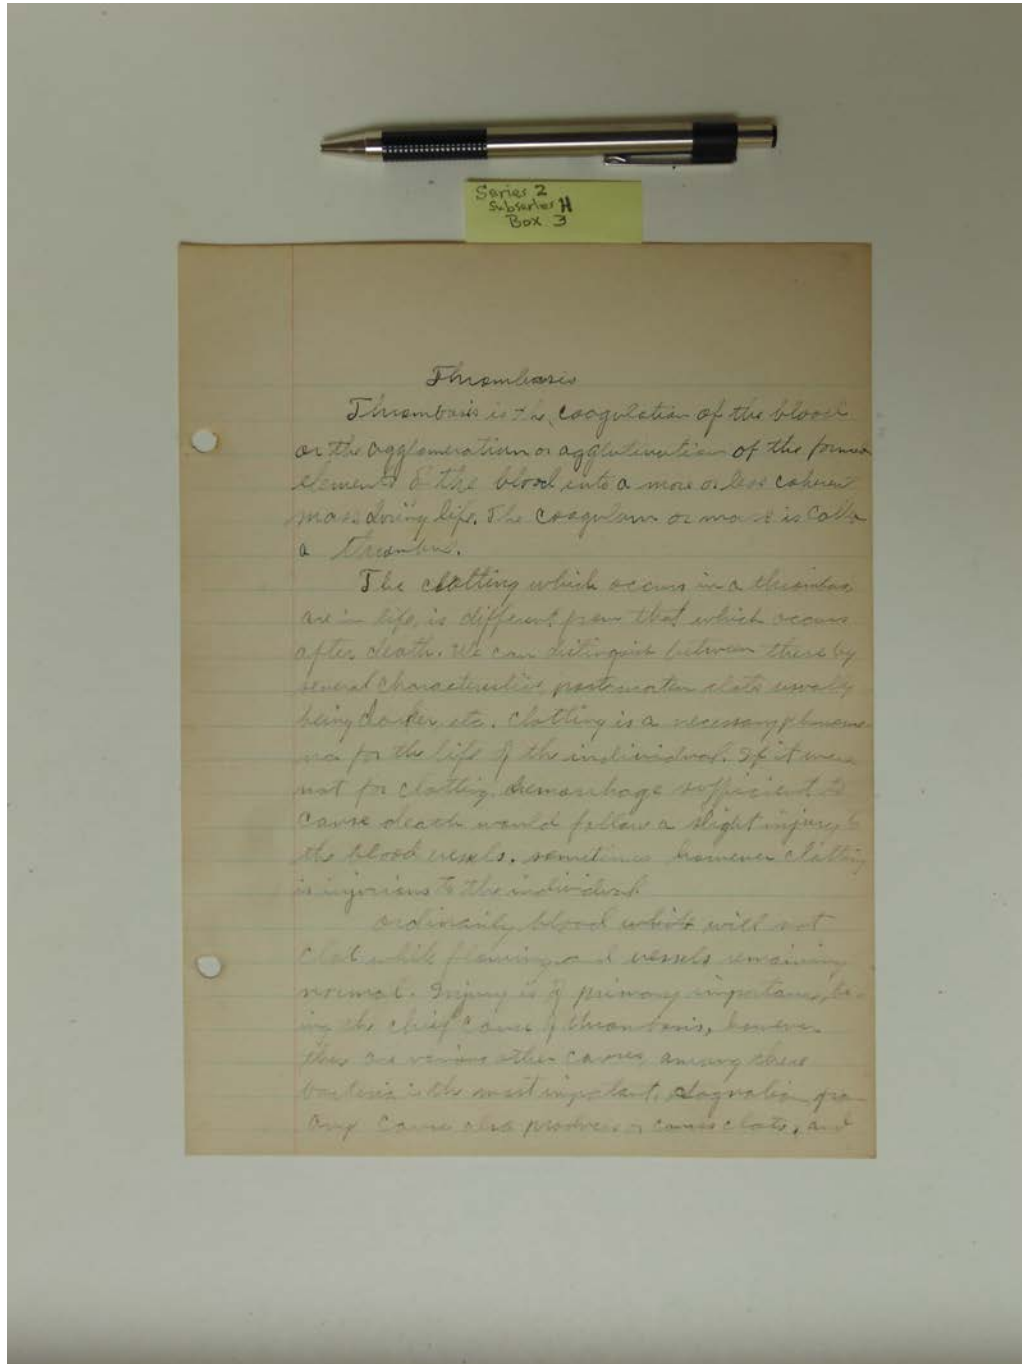 Series 2
Subseries H
Box 3
Thrombosis
Thrombosis is the coagulation of the blood
or the agglomeration or agglutination of the formed
elements of the blood into a more or less coherent
mass during life. The coagulum or mass is
a thrombus.
The clotting which occurs in a thrombus
are in life, is different from that which occurs
after death. We can distinguish between these by
several characteristics, postmortem clots usually
being darker, etc. Clotting is a necessary phenome-
na for the life of the individual. If it were
not for clotting, hemorrhage sufficient to
cause death would follow a slight injury to
the blood vessels. sometimes however clotting
is injurious to the individual
ordinarily blood will not
clot while flowing and vessels remaining
normal. Injury is of primary importance, be-
ing the chief cause of thrombosis, however
there are various other causes, among these
bacteria is the most important. Stagnation from
any cause also produces or causes clots, and